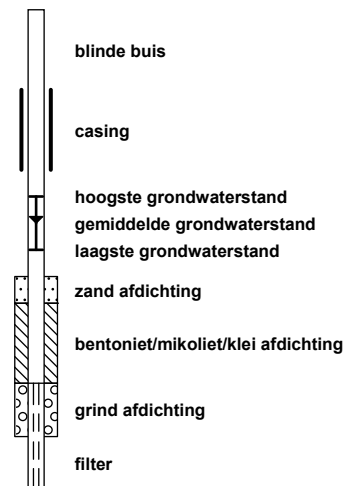 blinde buis
casing
hoogste grondwaterstand
gemiddelde grondwaterstand
laagste grondwaterstand
zand afdichting
bentoniet/mikoliet/klei afdichting
grind afdichting
filter